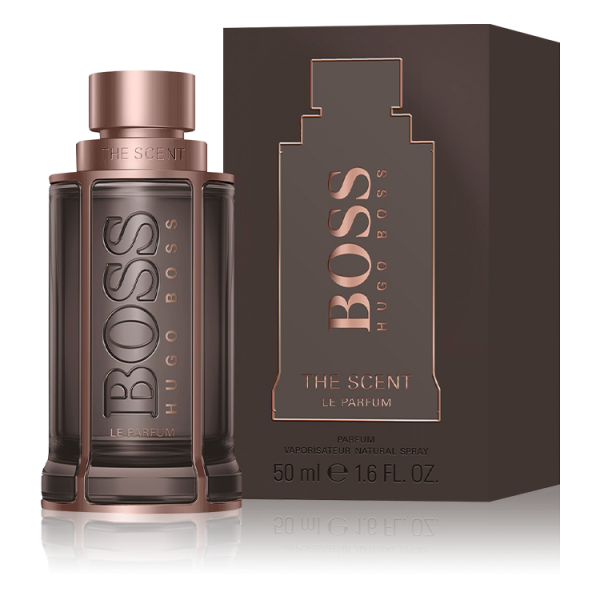 THE SCENT
BOSS
HUGO BOSS
LE PARFUM
BOSS
HUGO BOSS
THE SCENT
LE PARFUM
PARFUM
VAPORISATEUR NATURAL SPRAY
50 ml ℮ 1.6 FL. OZ.